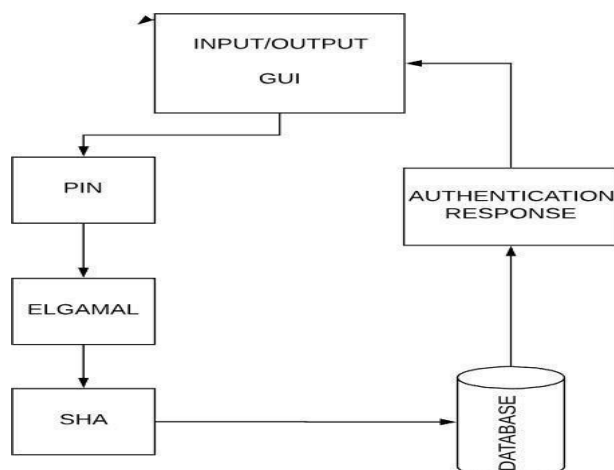 INPUT/OUTPUT
GUI
PIN
AUTHENTICATION
RESPONSE
ELGAMAL
SHA
DATABASE